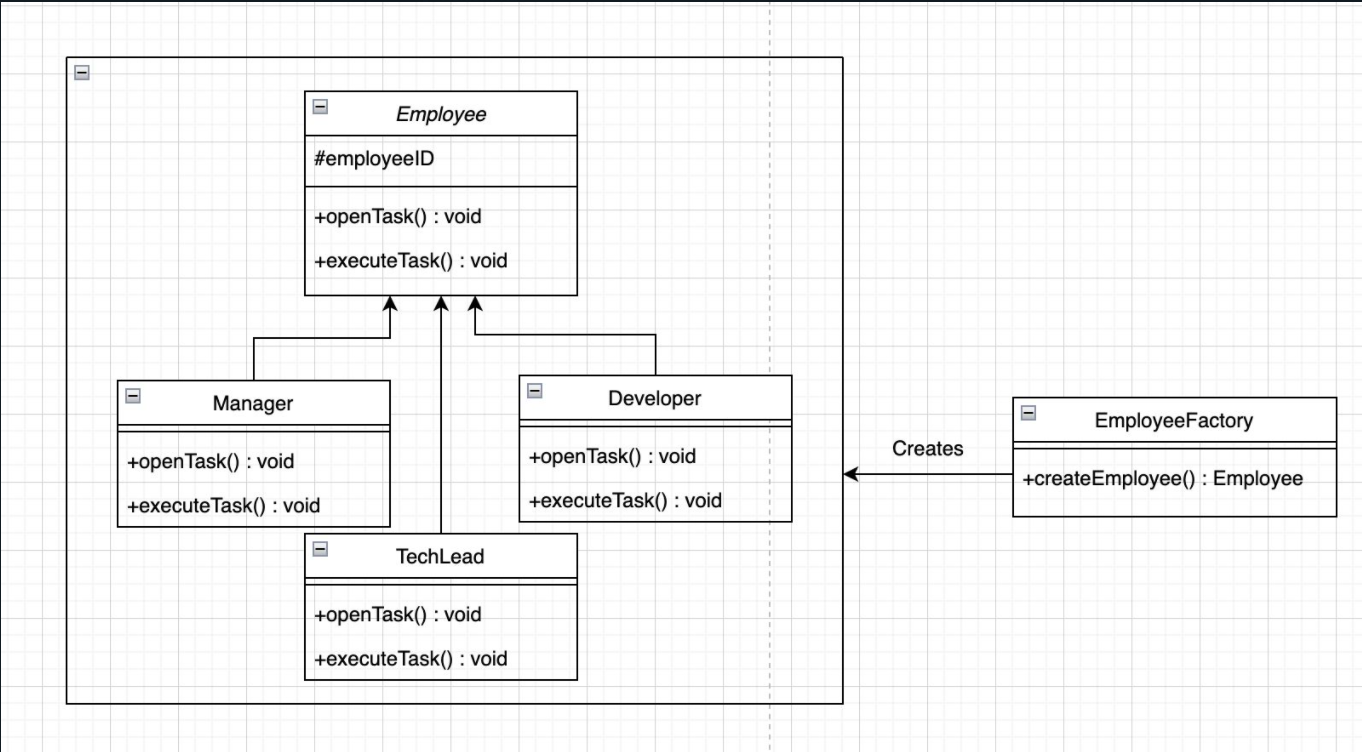 Employee
#employeeID
+openTask() : void
+executeTask() : void
Manager
+openTask() : void
+executeTask() : void
Developer
+openTask() : void
+executeTask() : void
TechLead
+openTask() : void
+executeTask() : void
Creates
EmployeeFactory
+createEmployee() : Employee